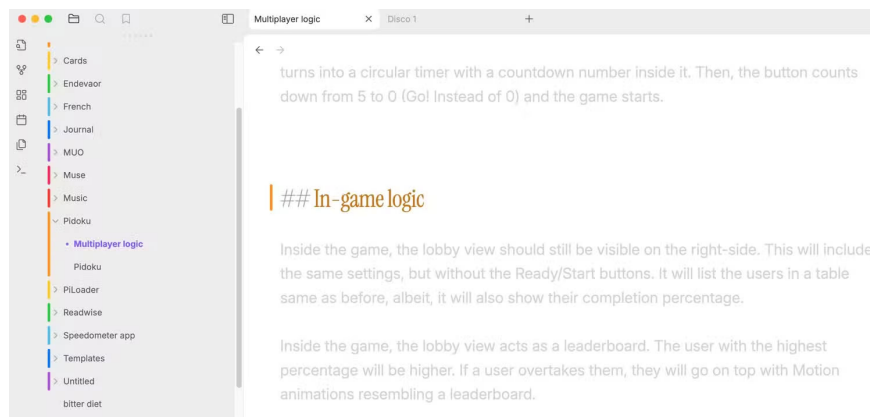 Multiplayer logic
Disco 1
Cards
Endevaor
French
Journal
MUO
Muse
Music
Pidoku
Multiplayer logic
Pidoku
PiLoader
Readwise
Speedometer app
Templates
Untitled
bitter diet
turns into a circular timer with a countdown number inside it. Then, the button counts
down from 5 to 0 (Go! Instead of 0) and the game starts.
## In-game logic
Inside the game, the lobby view should still be visible on the right-side. This will include
the same settings, but without the Ready/Start buttons. It will list the users in a table
same as before, albeit, it will also show their completion percentage.
Inside the game, the lobby view acts as a leaderboard. The user with the highest
percentage will be higher. If a user overtakes them, they will go on top with Motion
animations resembling a leaderboard.